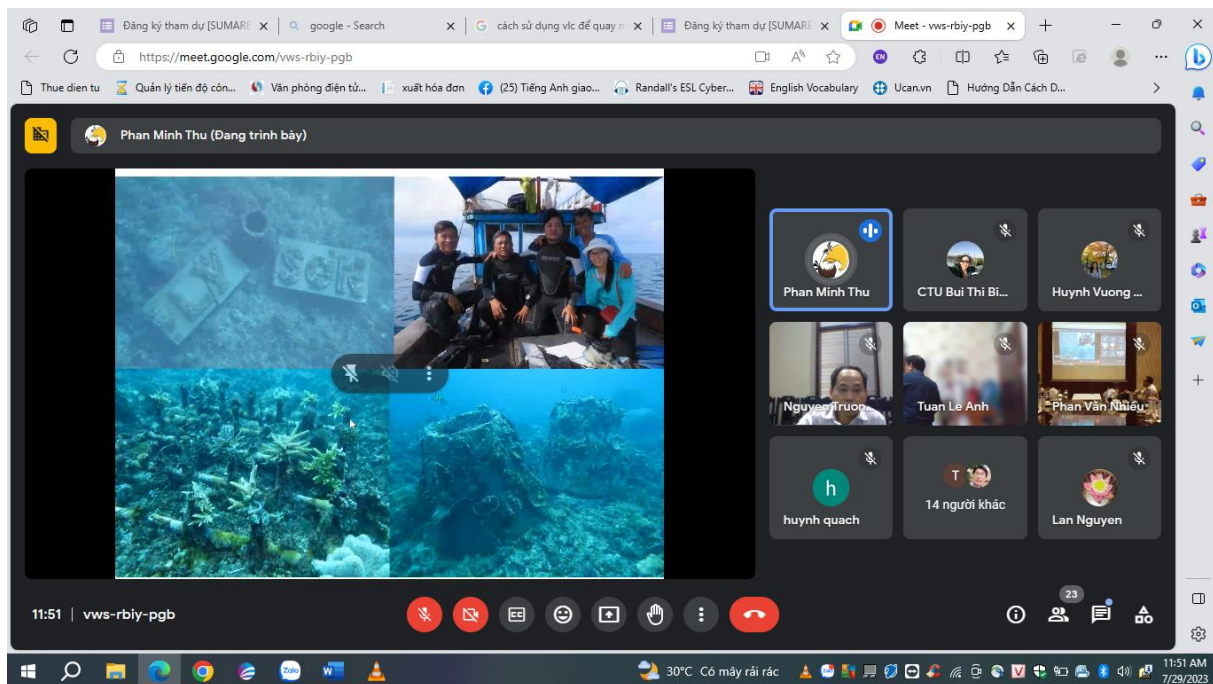 Đăng ký tham dự [SUMARE
google - Search
cách sử dụng vlc để quay m
Đăng ký tham dự [SUMARE
Meet - vws-rbiy-pgb
https://meet.google.com/vws-rbiy-pgb
Thue dien tu
Quản lý tiến độ côn...
Văn phòng điện tử...
xuất hóa đơn
(25) Tiếng Anh giao...
Randall's ESL Cyber...
English Vocabulary
Ucan.vn
Hướng Dẫn Cách D...
Phan Minh Thu (Đang trình bày)
Phan Minh Thu
CTU Bui Thi Bi...
Huynh Vuong ...
Nguyen Truon...
Tuan Le Anh
Phan Văn Nhiều
h
huynh quach
T
14 người khác
Lan Nguyen
11:51 | vws-rbiy-pgb
23
30°C Có mây rải rác
11:51 AM
7/29/2023